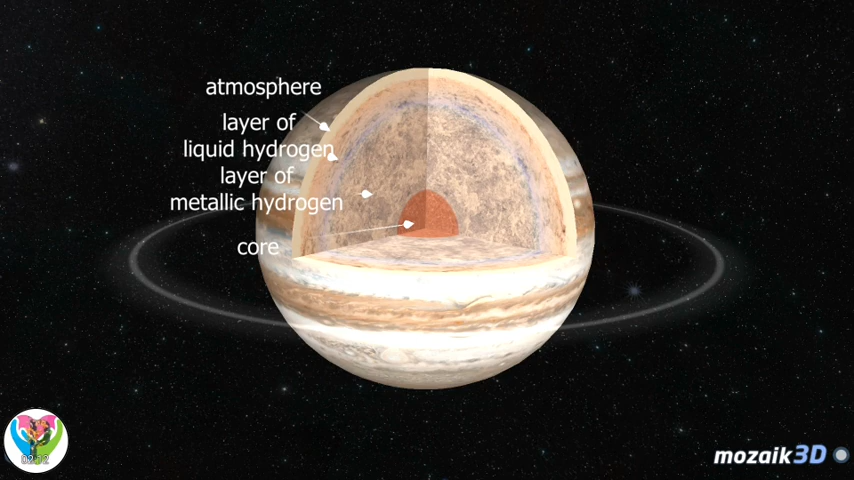 atmosphere
layer of
liquid hydrogen
layer of
metallic hydrogen
core
mozaik3D